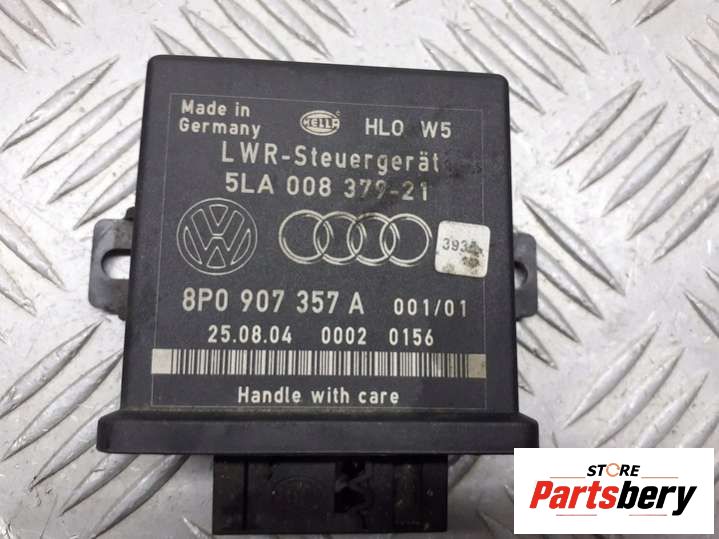 Made in
Germany
HELLA
HLO W5
LWR-Steuergerät
5LA 008 379-21
393A
8P0 907 357 A 001/01
25.08.04 0002 0156
Handle with care
STORE
Partsbery